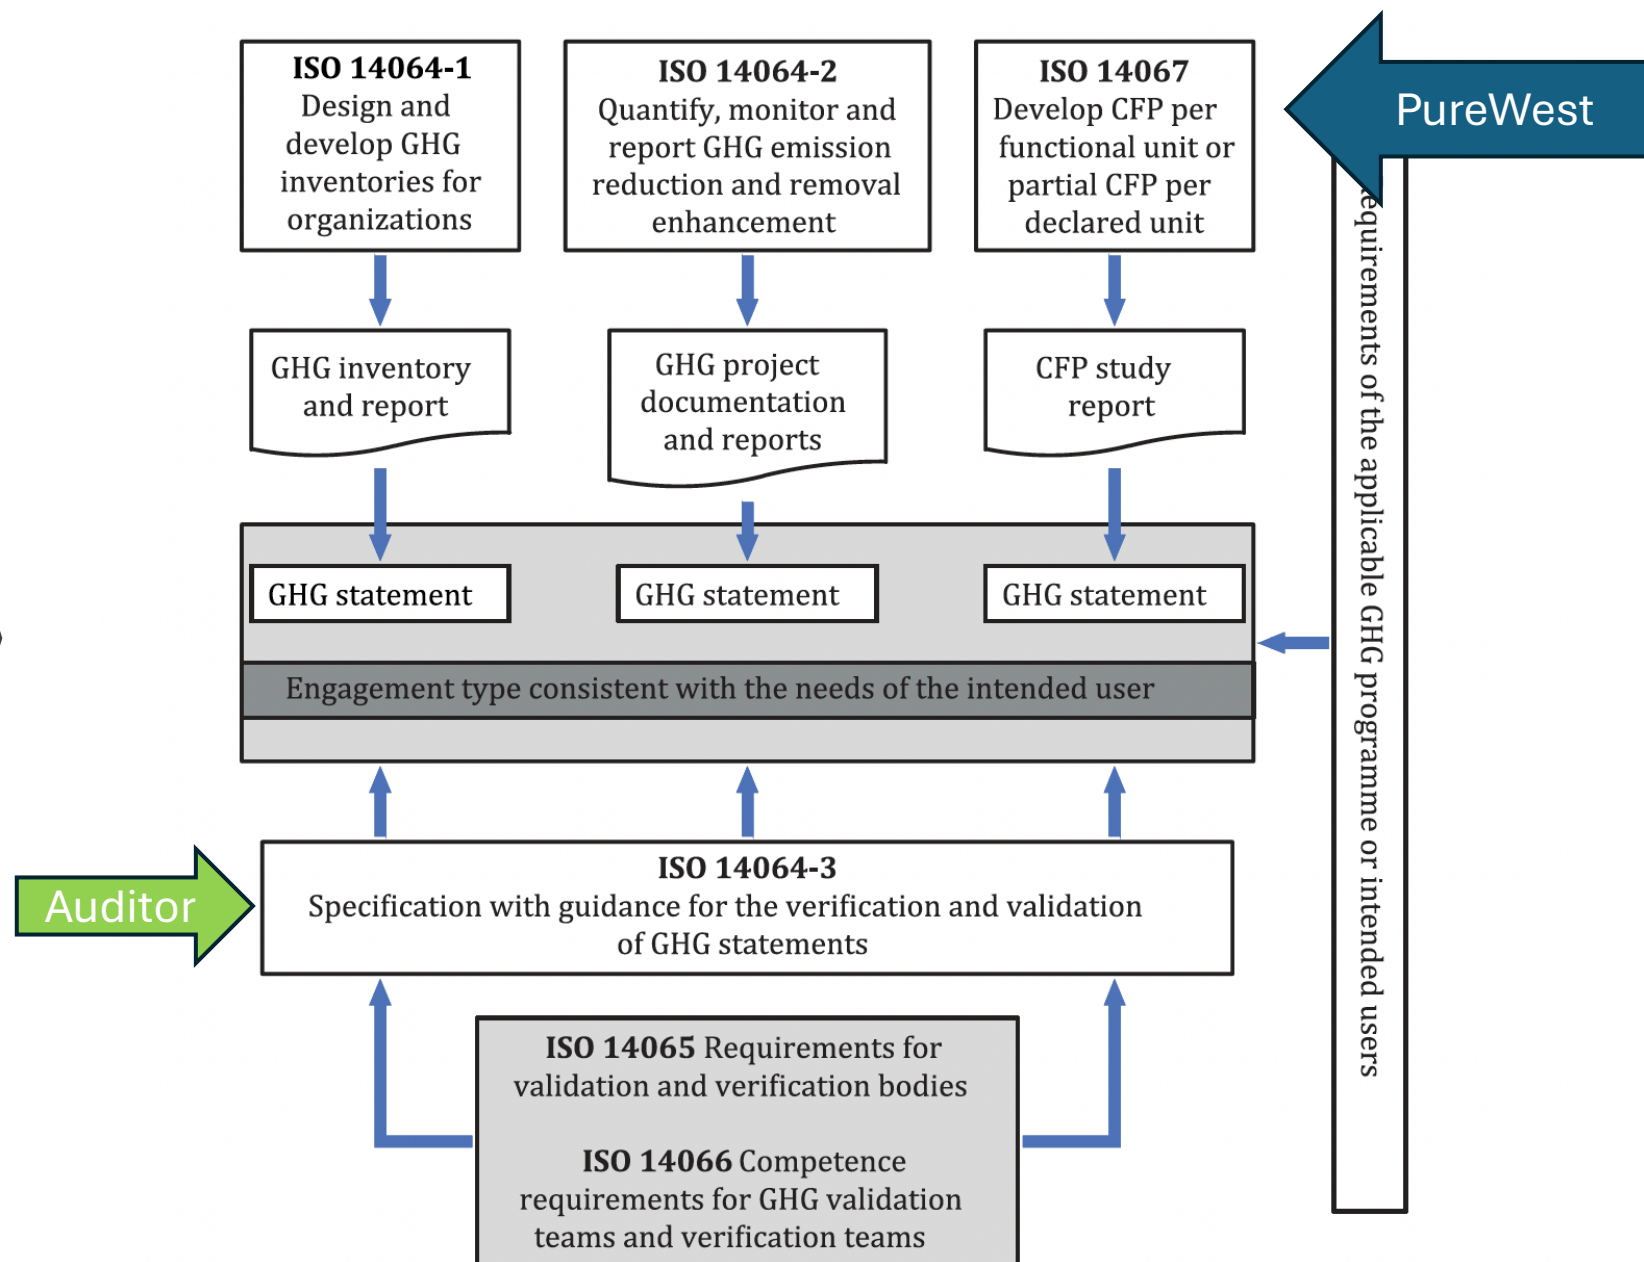 ISO 14064-1
Design and
develop GHG
inventories for
organizations
ISO 14064-2
Quantify, monitor and
report GHG emission
reduction and removal
enhancement
ISO 14067
Develop CFP per
functional unit or
partial CFP per
declared unit
PureWest
GHG inventory
and report
GHG project
documentation
and reports
CFP study
report
GHG statement
GHG statement
GHG statement
Engagement type consistent with the needs of the intended user
equirements of the applicable GHG programme or intended users
Auditor
ISO 14064-3
Specification with guidance for the verification and validation
of GHG statements
ISO 14065 Requirements for
validation and verification bodies
ISO 14066 Competence
requirements for GHG validation
teams and verification teams